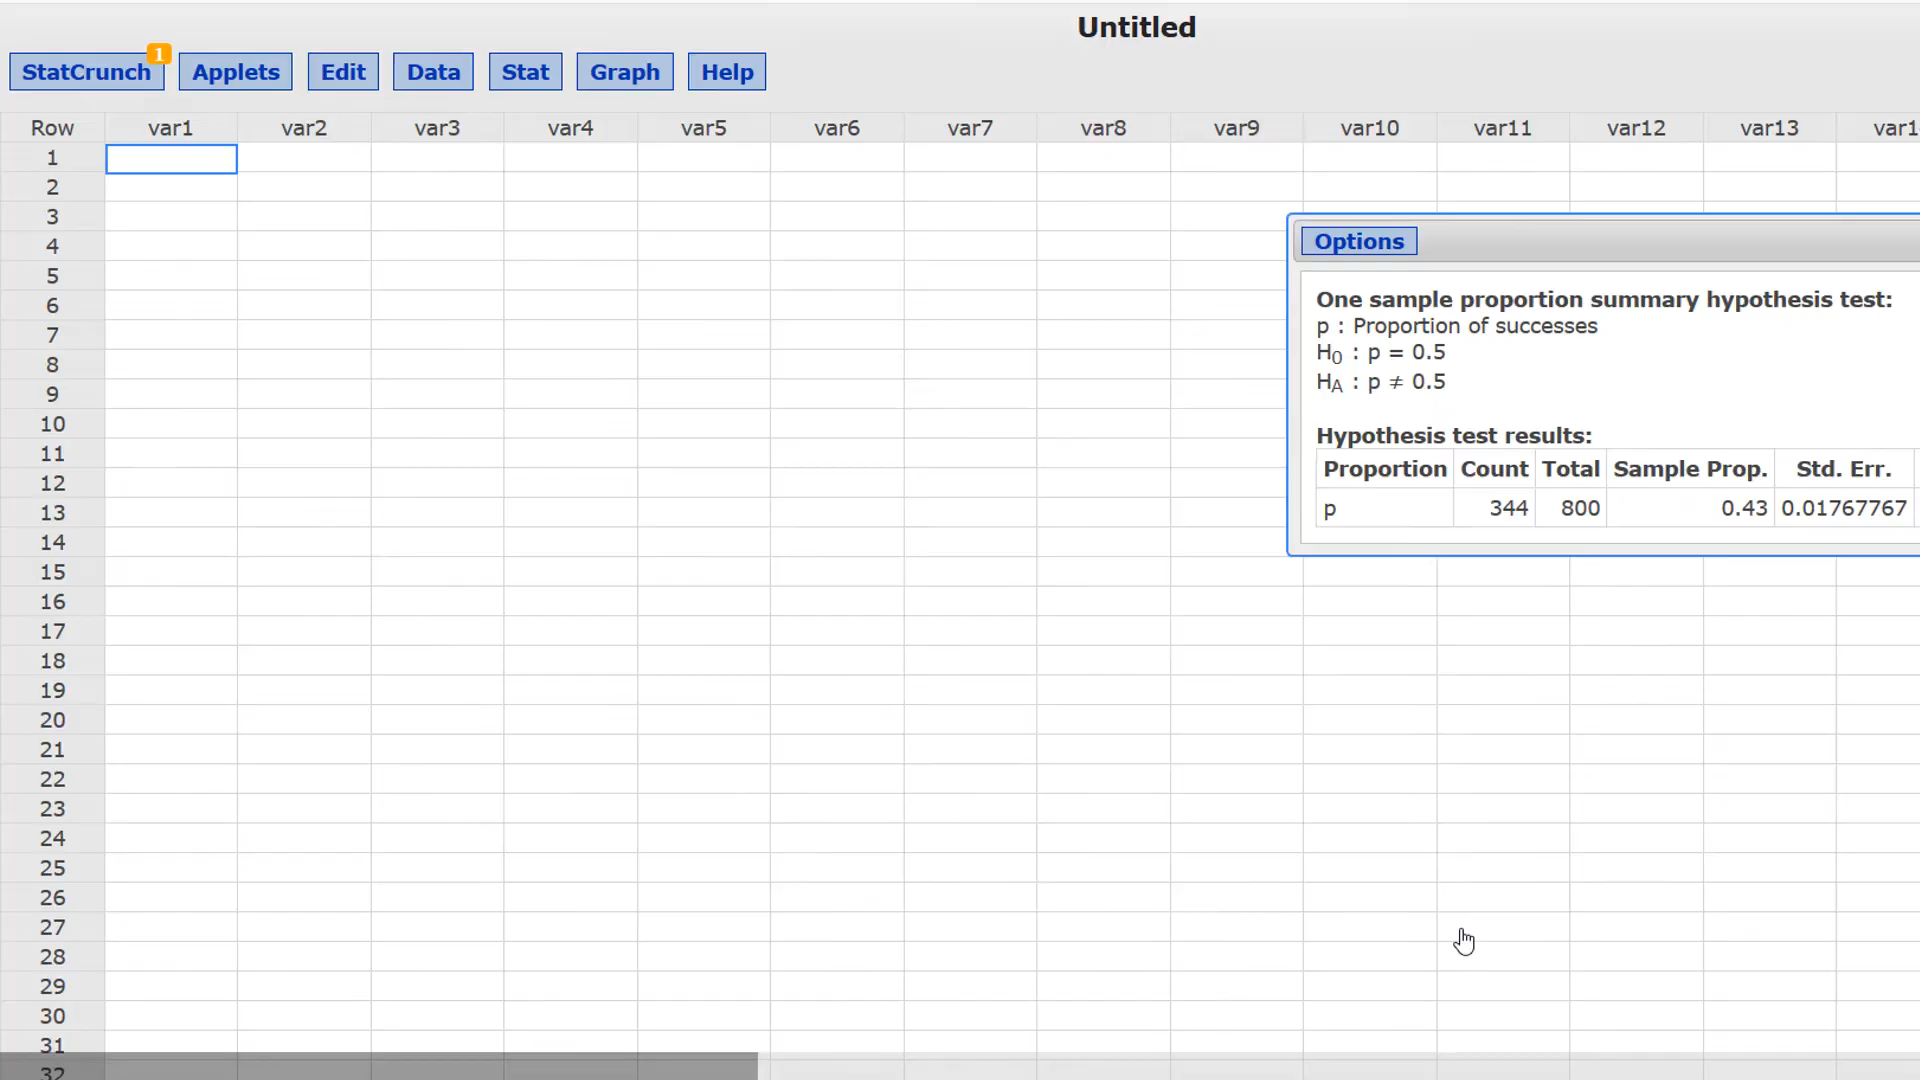 Untitled
StatCrunch 1 Applets Edit Data Stat Graph Help
Row var1 var2 var3 var4 var5 var6 var7 var8 var9 var10 var11 var12 var13 var1
1
2
3
4
5
6
7
8
9
10
11
12
13
14
15
16
17
18
19
20
21
22
23
24
25
26
27
28
29
30
31
32
Options
One sample proportion summary hypothesis test:
p : Proportion of successes
H0 : p = 0.5
HA : p ≠ 0.5
Hypothesis test results:
Proportion Count Total Sample Prop. Std. Err.
p 344 800 0.43 0.01767767